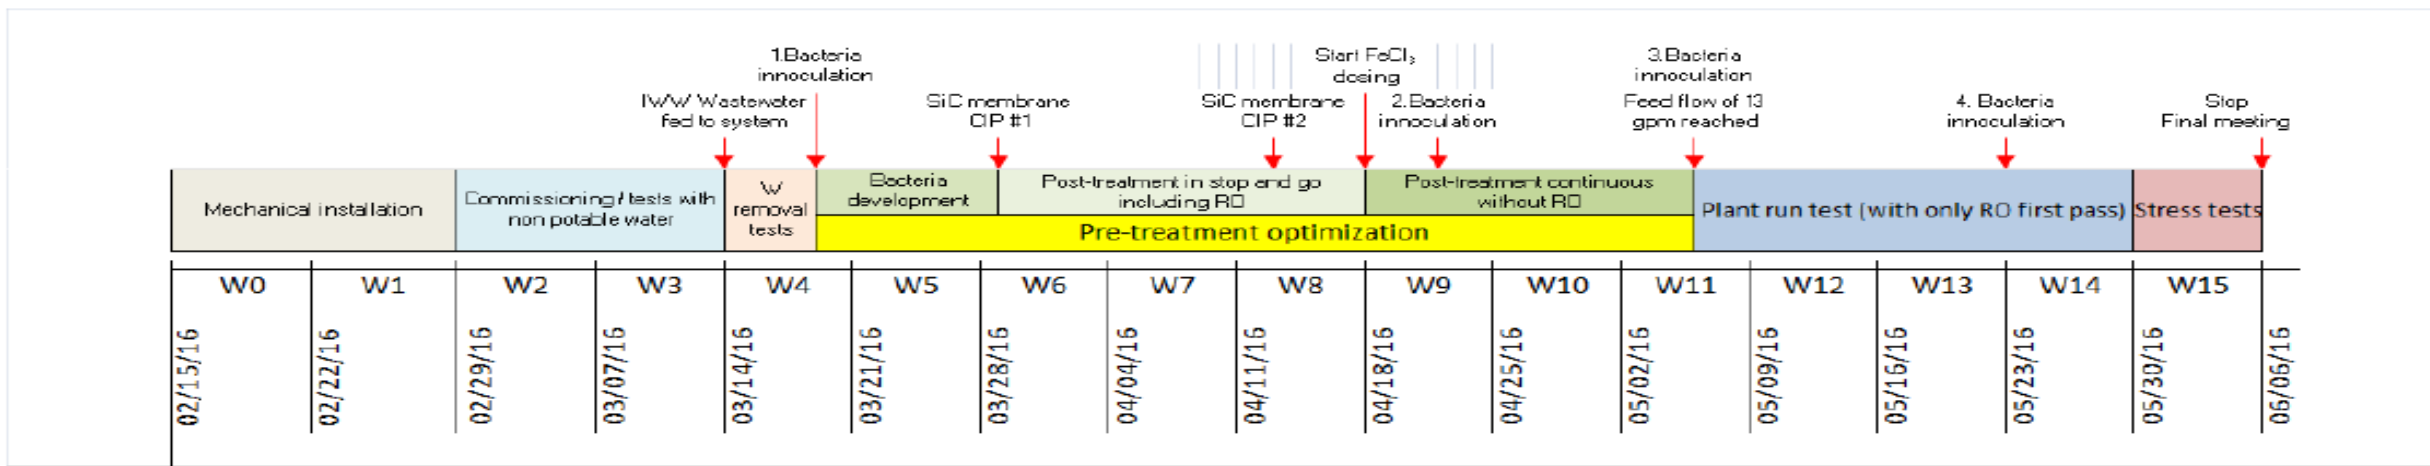 1.Bacteria
innoculation
IWW Wastewater
fed to system
SiC membrane
CIP #1
SiC membrane
CIP #2
Start FeCl₃
dosing
2.Bacteria
innoculation
3.Bacteria
innoculation
Feed flow of 13
gpm reached
4. Bacteria
innoculation
Stop
Final meeting
Mechanical installation
Commissioning / tests with
non potable water
W
removal
tests
Bacteria
development
Post-treatment in stop and go
including RO
Post-treatment continuous
without RO
Pre-treatment optimization
Plant run test (with only RO first pass)
Stress tests
W0 W1 W2 W3 W4 W5 W6 W7 W8 W9 W10 W11 W12 W13 W14 W15
02/15/16
02/22/16
02/29/16
03/07/16
03/14/16
03/21/16
03/28/16
04/04/16
04/11/16
04/18/16
04/25/16
05/02/16
05/09/16
05/16/16
05/23/16
05/30/16
06/06/16